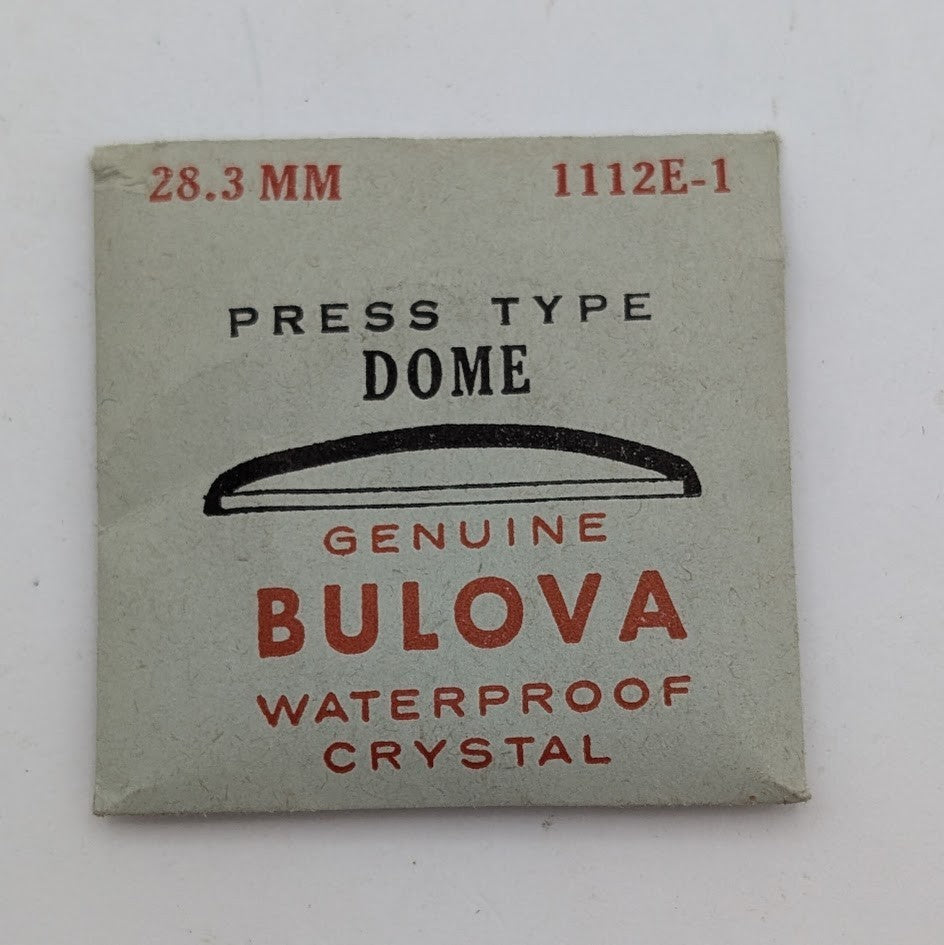 28.3 MM 1112E-1
PRESS TYPE
DOME
GENUINE
BULOVA
WATERPROOF
CRYSTAL